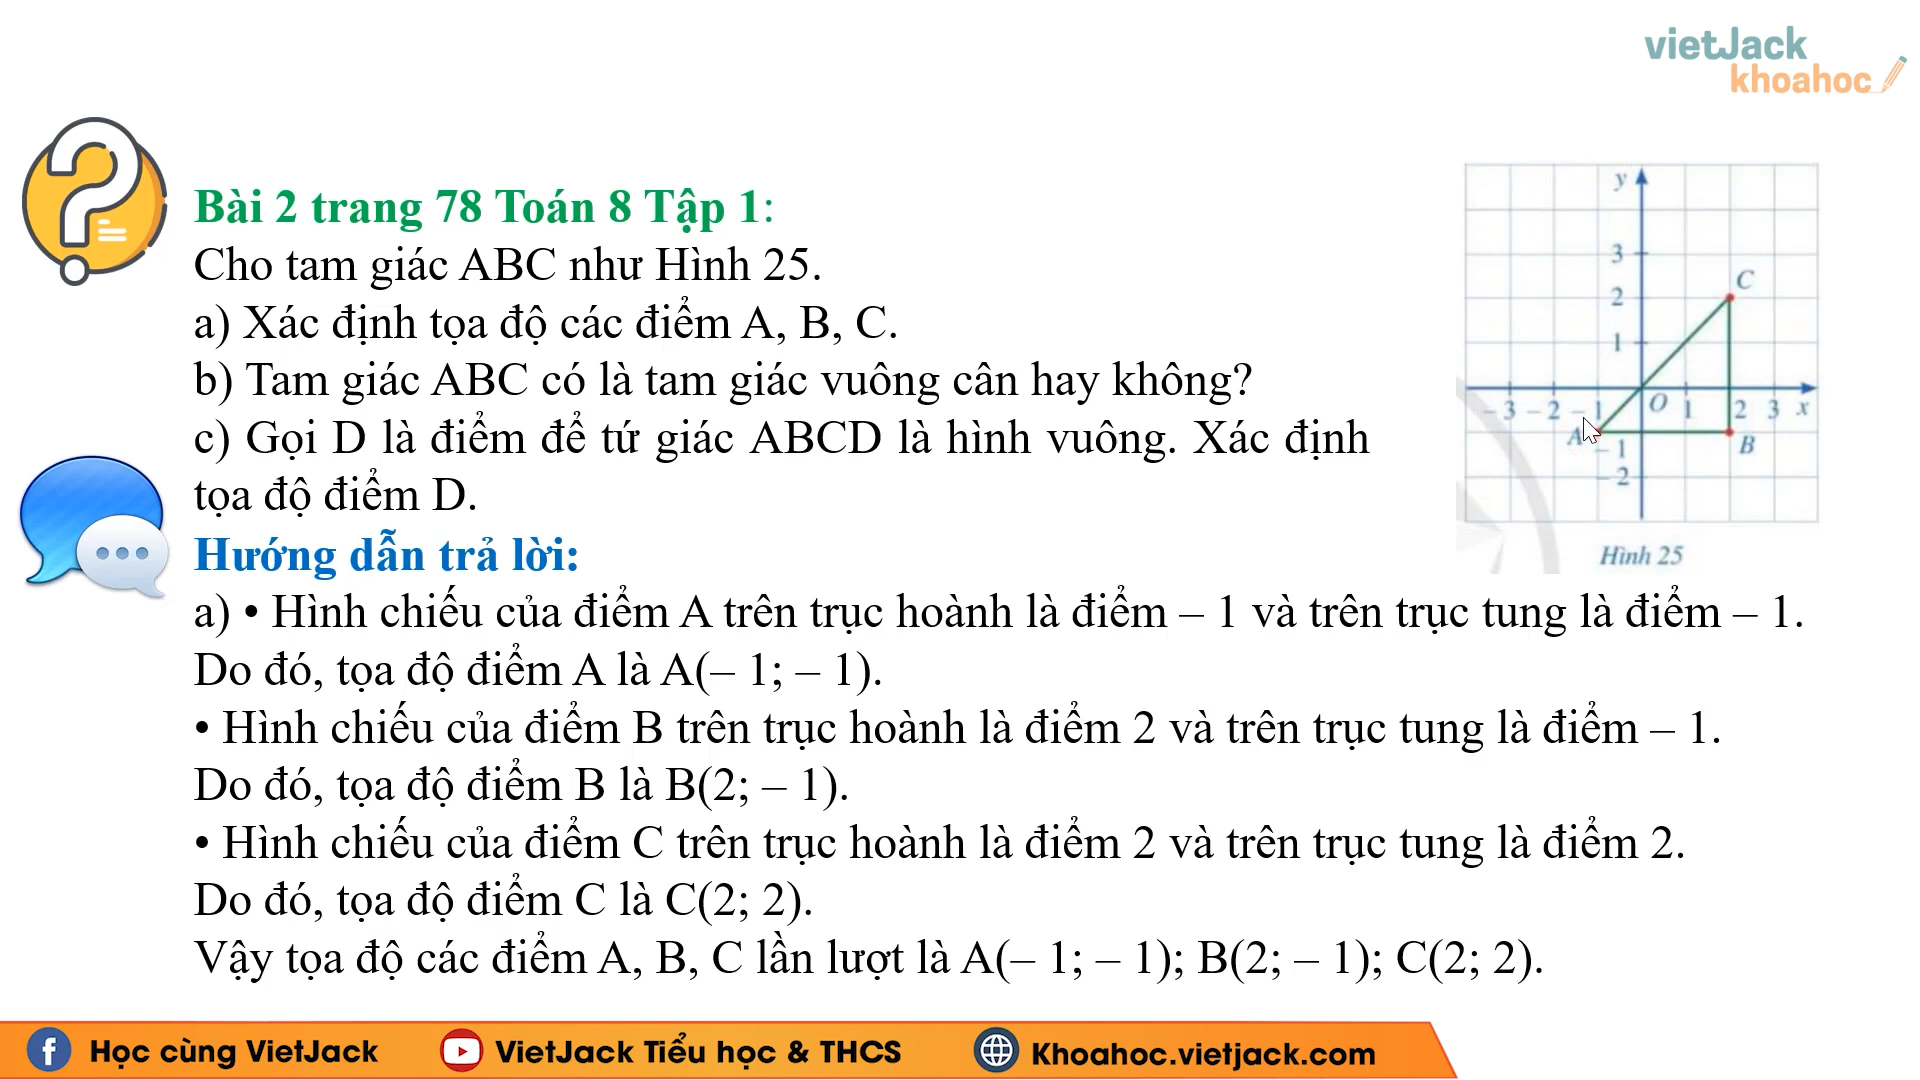 vietJack
khoahoc
Bài 2 trang 78 Toán 8 Tập 1:
Cho tam giác ABC như Hình 25.
a) Xác định tọa độ các điểm A, B, C.
b) Tam giác ABC có là tam giác vuông cân hay không?
c) Gọi D là điểm để tứ giác ABCD là hình vuông. Xác định
tọa độ điểm D.
y
3
C
2
1
– 3 – 2 – 1 O 1 2 3 x
A
– 1
B
– 2
Hình 25
Hướng dẫn trả lời:
a) • Hình chiếu của điểm A trên trục hoành là điểm – 1 và trên trục tung là điểm – 1.
Do đó, tọa độ điểm A là A(– 1; – 1).
• Hình chiếu của điểm B trên trục hoành là điểm 2 và trên trục tung là điểm – 1.
Do đó, tọa độ điểm B là B(2; – 1).
• Hình chiếu của điểm C trên trục hoành là điểm 2 và trên trục tung là điểm 2.
Do đó, tọa độ điểm C là C(2; 2).
Vậy tọa độ các điểm A, B, C lần lượt là A(– 1; – 1); B(2; – 1); C(2; 2).
Học cùng VietJack
VietJack Tiểu học & THCS
Khoahoc.vietjack.com